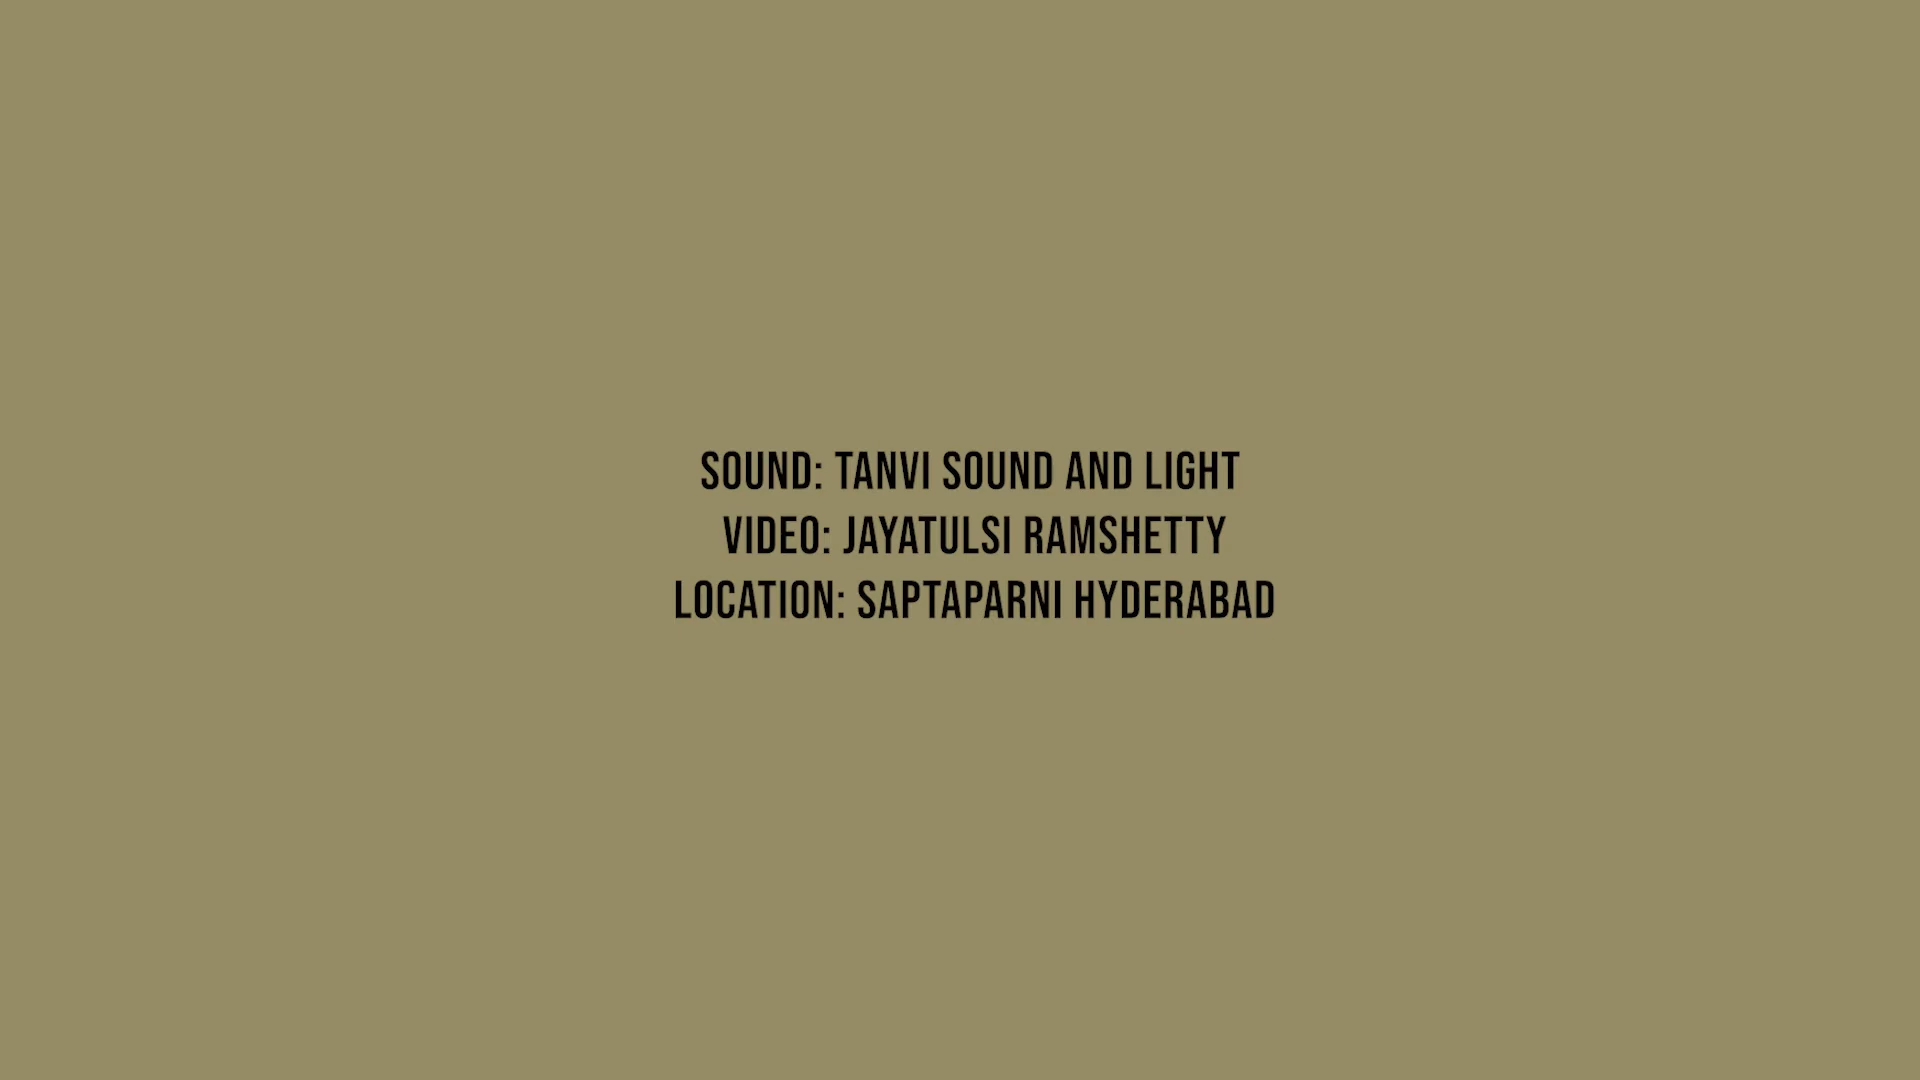 SOUND: TANVI SOUND AND LIGHT
VIDEO: JAYATULSI RAMSHETTY
LOCATION: SAPTAPARNI HYDERABAD